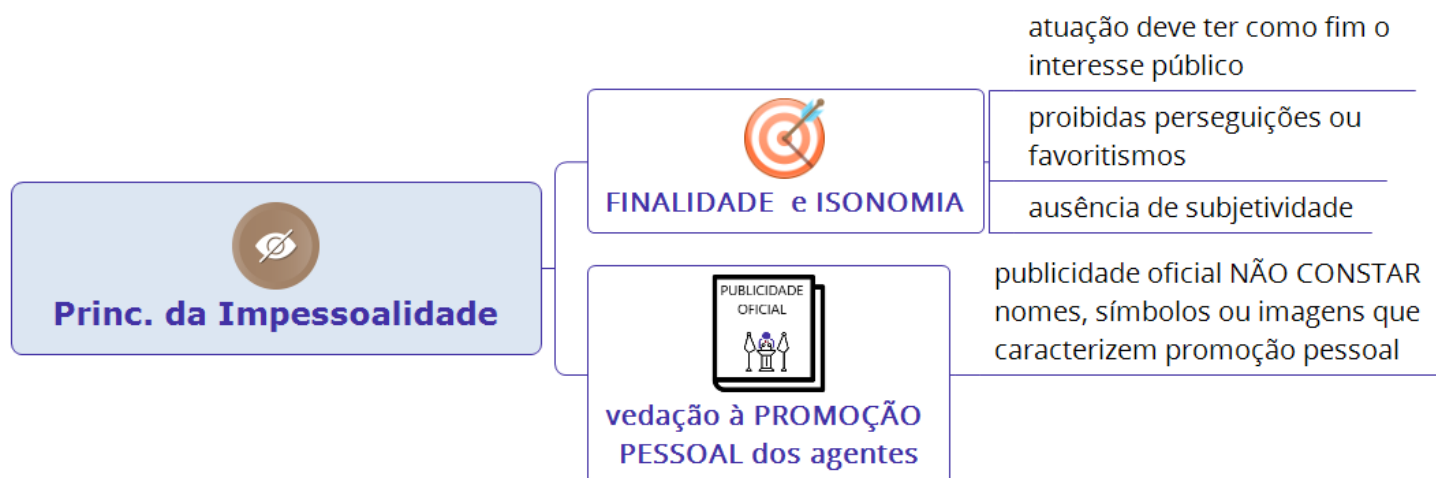 Princ. da Impessoalidade
FINALIDADE e ISONOMIA
atuação deve ter como fim o
interesse público
proibidas perseguições ou
favoritismos
ausência de subjetividade
PUBLICIDADE
OFICIAL
vedação à PROMOÇÃO
PESSOAL dos agentes
publicidade oficial NÃO CONSTAR
nomes, símbolos ou imagens que
caracterizem promoção pessoal